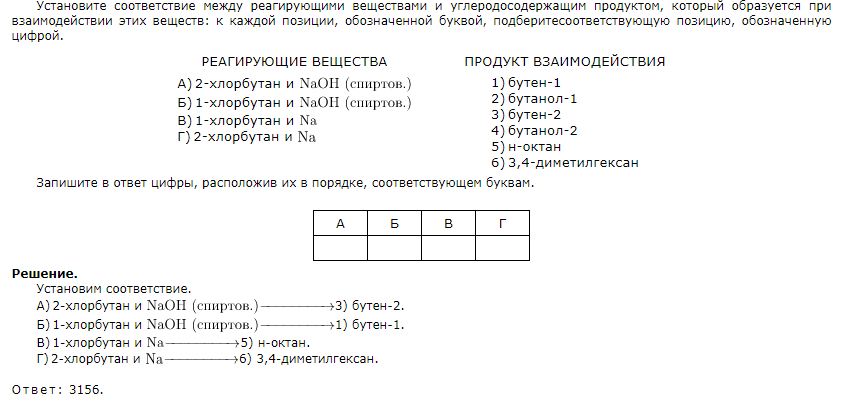 Установите соответствие между реагирующими веществами и углеродосодержащим продуктом, который образуется при
взаимодействии этих веществ: к каждой позиции, обозначенной буквой, подберитесоответствующую позицию, обозначенную
цифрой.
РЕАГИРУЮЩИЕ ВЕЩЕСТВА
А) 2-хлорбутан и NaOH (спиртов.)
Б) 1-хлорбутан и NaOH (спиртов.)
В) 1-хлорбутан и Na
Г) 2-хлорбутан и Na
ПРОДУКТ ВЗАИМОДЕЙСТВИЯ
1) бутен-1
2) бутанол-1
3) бутен-2
4) бутанол-2
5) н-октан
6) 3,4-диметилгексан
Запишите в ответ цифры, расположив их в порядке, соответствующем буквам.
А Б В Г
Решение.
Установим соответствие.
А) 2-хлорбутан и NaOH (спиртов.)⟶3) бутен-2.
Б) 1-хлорбутан и NaOH (спиртов.)⟶1) бутен-1.
В) 1-хлорбутан и Na⟶5) н-октан.
Г) 2-хлорбутан и Na⟶6) 3,4-диметилгексан.
Ответ: 3156.